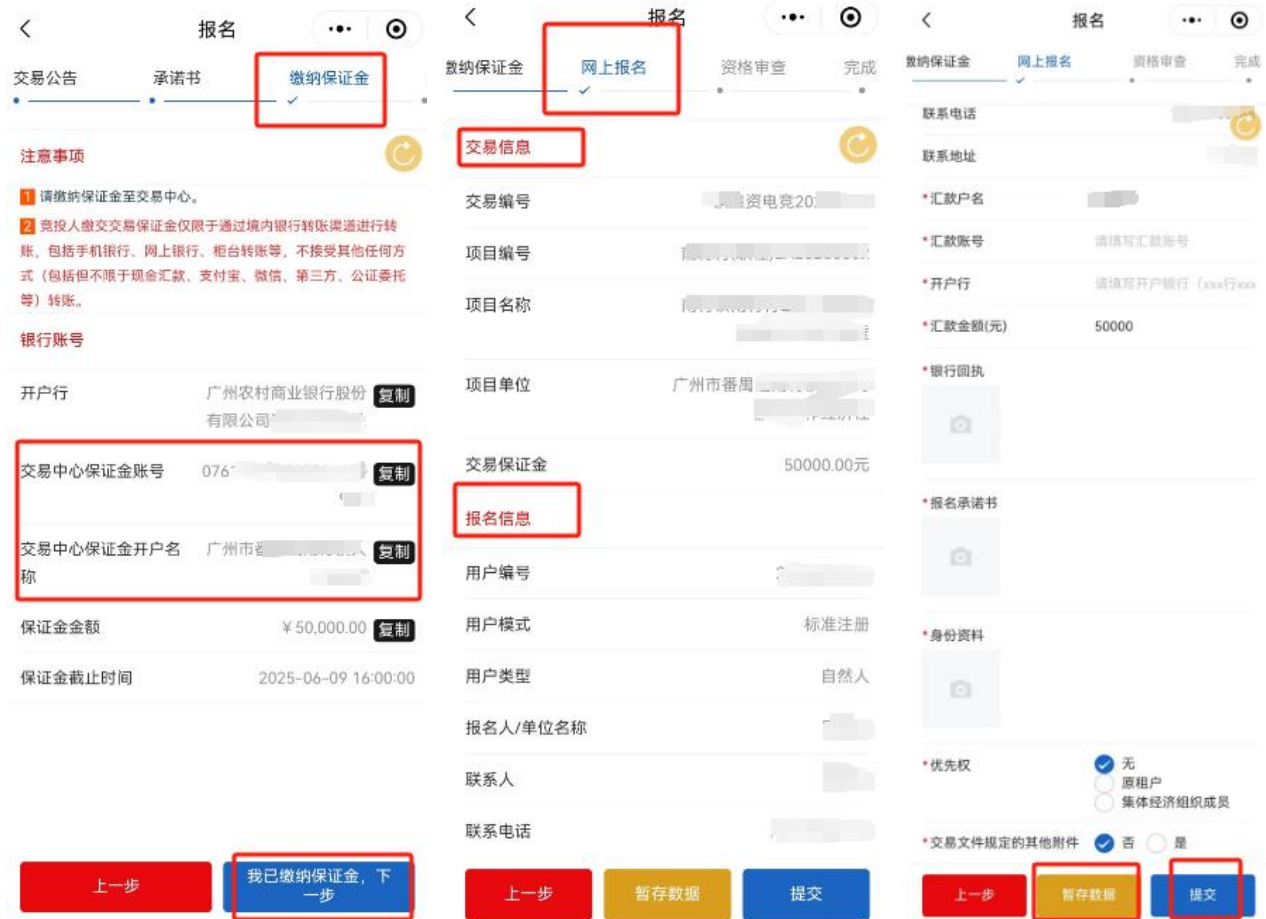 报名
交易公告
承诺书
缴纳保证金
注意事项
1 请缴纳保证金至交易中心。
2 竞投人缴交交易保证金仅限于通过境内银行转账渠道进行转
账，包括手机银行、网上银行、柜台转账等，不接受其他任何方
式（包括但不限于现金汇款、支付宝、微信、第三方、公证委托
等）转账。
银行账号
开户行
广州农村商业银行股份
有限公司
复制
交易中心保证金账号
076
复制
交易中心保证金开户名
称
广州市
复制
保证金金额
¥50,000.00 复制
保证金截止时间
2025-06-09 16:00:00
上一步
我已缴纳保证金，下
一步
报名
缴纳保证金
网上报名
资格审查
完成
交易信息
交易编号
资电竞20
项目编号
项目名称
项目单位
广州市番禺
交易保证金
50000.00元
报名信息
用户编号
用户模式
标准注册
用户类型
自然人
报名人/单位名称
联系人
联系电话
上一步
暂存数据
提交
报名
缴纳保证金
网上报名
资格审查
完成
联系电话
联系地址
*汇款户名
*汇款账号
请填写汇款账号
*开户行
请填写开户银行（xxx行xxx
*汇款金额(元)
50000
*银行回执
*报名承诺书
*身份资料
*优先权
无
原租户
集体经济组织成员
*交易文件规定的其他附件
否
是
上一步
暂存数据
提交